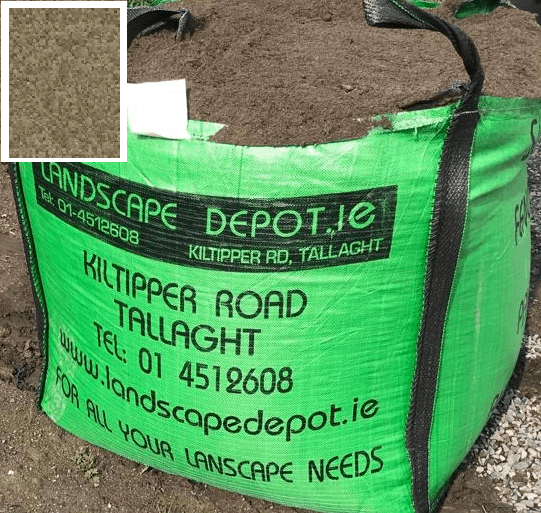 LANDSCAPE DEPOT.ie
Tel: 01-4512608
KILTIPPER RD, TALLAGHT
KILTIPPER ROAD
TALLAGHT
TEL: 01 4512608
www.landscapedepot.ie
FOR ALL YOUR LANSCAPE NEEDS